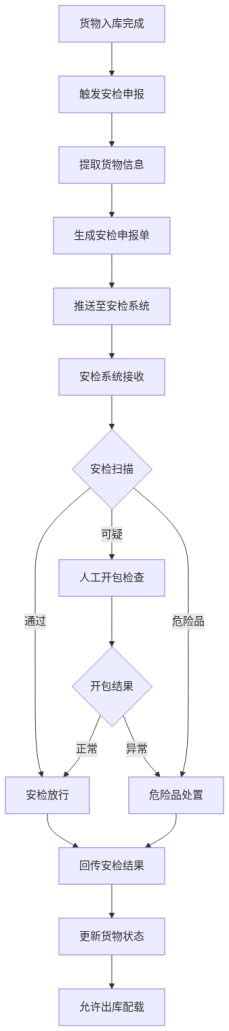 货物入库完成
触发安检申报
提取货物信息
生成安检申报单
推送至安检系统
安检系统接收
安检扫描
可疑
人工开包检查
通过
危险品
开包结果
正常
异常
安检放行
危险品处置
回传安检结果
更新货物状态
允许出库配载